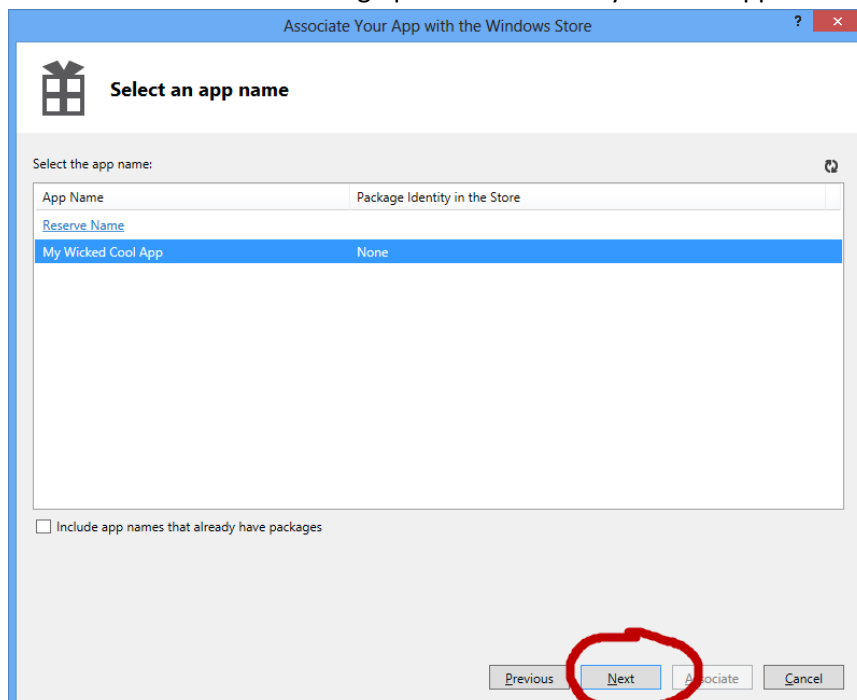 Associate Your App with the Windows Store ? ×
Select an app name
Select the app name:
App Name Package Identity in the Store
Reserve Name
My Wicked Cool App None
Include app names that already have packages
Previous Next Associate Cancel